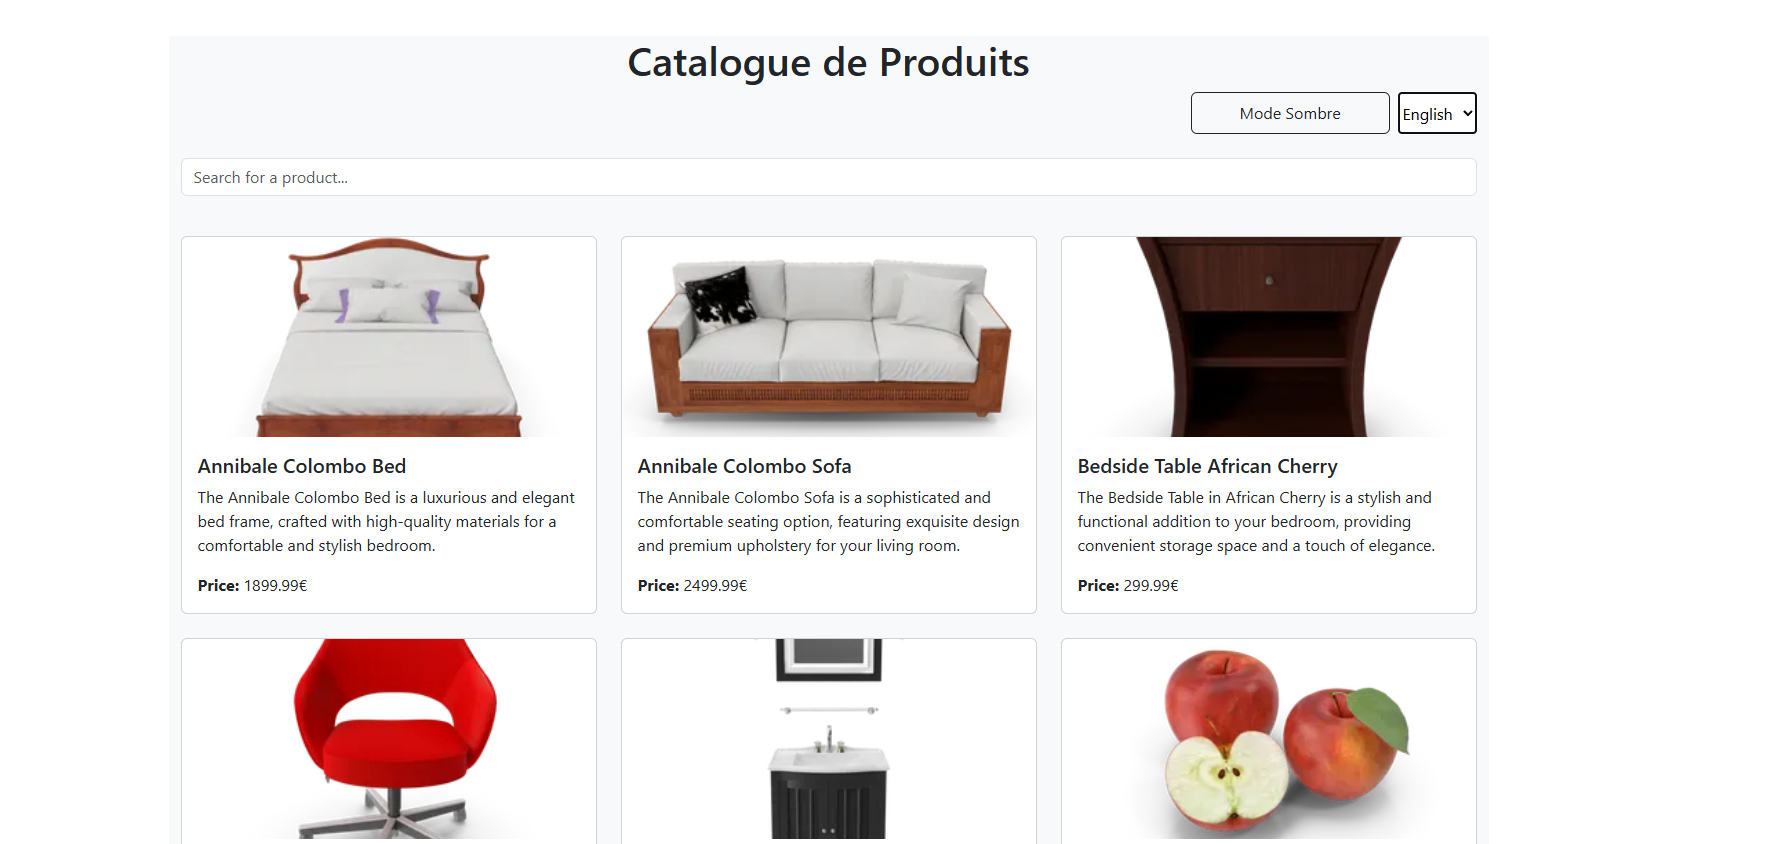 Catalogue de Produits
Mode Sombre
English
Search for a product...
Annibale Colombo Bed
The Annibale Colombo Bed is a luxurious and elegant
bed frame, crafted with high-quality materials for a
comfortable and stylish bedroom.
Price: 1899.99€
Annibale Colombo Sofa
The Annibale Colombo Sofa is a sophisticated and
comfortable seating option, featuring exquisite design
and premium upholstery for your living room.
Price: 2499.99€
Bedside Table African Cherry
The Bedside Table in African Cherry is a stylish and
functional addition to your bedroom, providing
convenient storage space and a touch of elegance.
Price: 299.99€